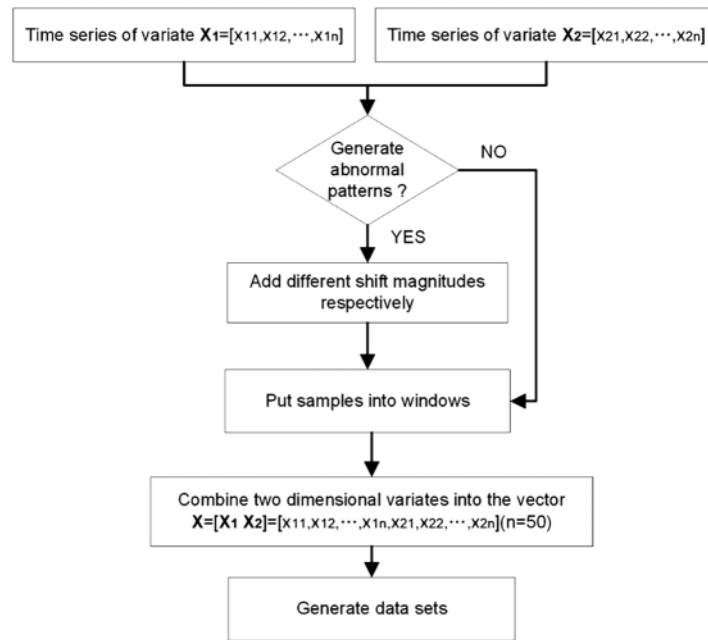 Time series of variate X1=[x11,x12,⋯,x1n]
Time series of variate X2=[x21,x22,⋯,x2n]
Generate
abnormal
patterns ?
NO
YES
Add different shift magnitudes
respectively
Put samples into windows
Combine two dimensional variates into the vector
X=[X1 X2]=[x11,x12,⋯,x1n,x21,x22,⋯,x2n](n=50)
Generate data sets